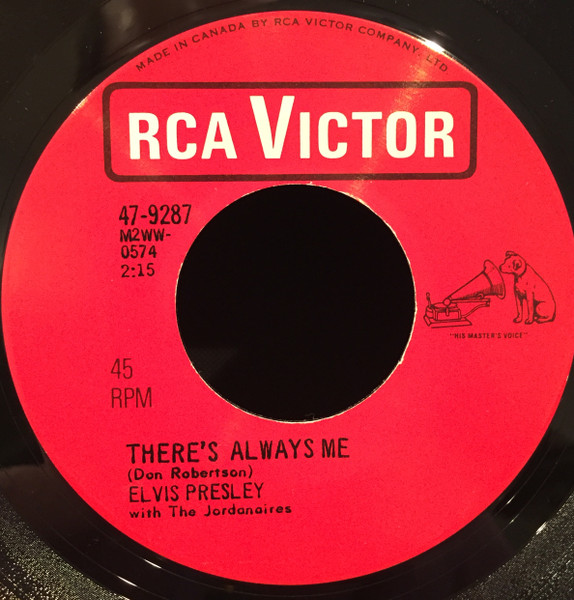 MADE IN CANADA BY RCA VICTOR COMPANY, LTD
RCA VICTOR
47-9287
M2WW-
0574
2:15
"HIS MASTER'S VOICE"
45
RPM
THERE'S ALWAYS ME
(Don Robertson)
ELVIS PRESLEY
with The Jordanaires